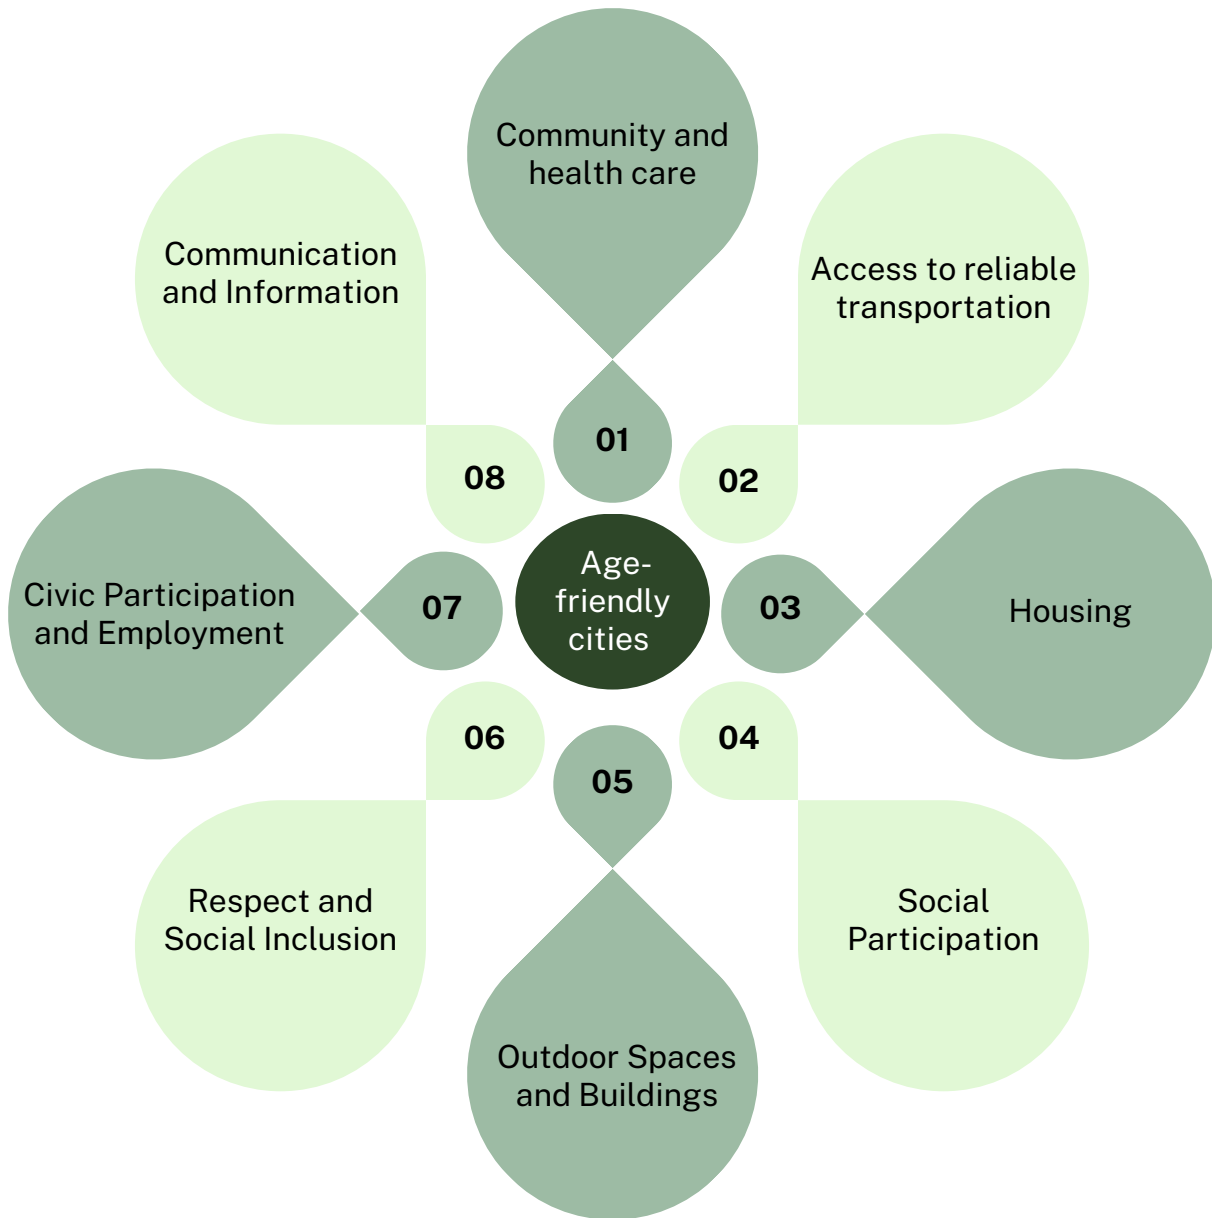 Community and
health care
01
Access to reliable
transportation
02
Housing
03
Social
Participation
04
Outdoor Spaces
and Buildings
05
Respect and
Social Inclusion
06
Civic Participation
and Employment
07
Communication
and Information
08
Age-
friendly
cities